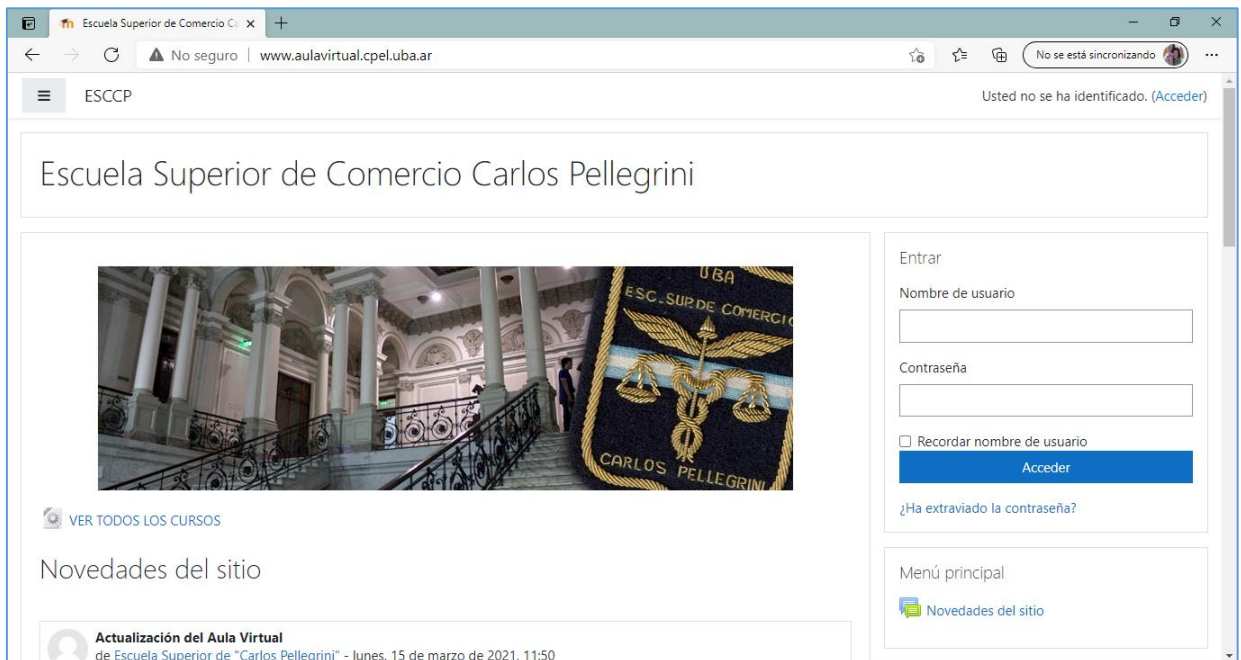 Escuela Superior de Comercio C
No seguro | www.aulavirtual.cpel.uba.ar
No se está sincronizando
ESCCP
Usted no se ha identificado. (Acceder)
Escuela Superior de Comercio Carlos Pellegrini
UBA
ESC.SUP.DE COMERCIO
CARLOS PELLEGRINI
VER TODOS LOS CURSOS
Novedades del sitio
Actualización del Aula Virtual
de Escuela Superior de "Carlos Pellegrini" - lunes, 15 de marzo de 2021, 11:50
Entrar
Nombre de usuario
Contraseña
Recordar nombre de usuario
Acceder
¿Ha extraviado la contraseña?
Menú principal
Novedades del sitio